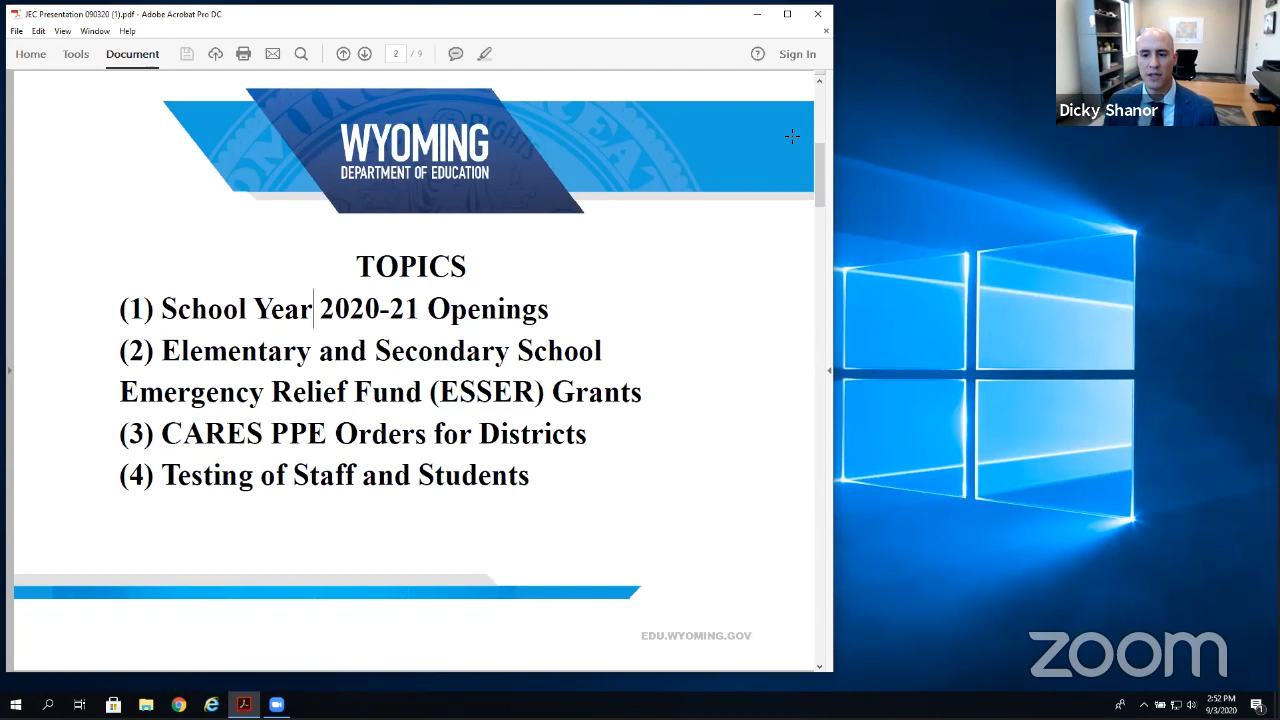 JEC Presentation 090320 (1).pdf - Adobe Acrobat Pro DC
File Edit View Window Help
Home Tools Document 2 / 9 Sign In
WYOMING
DEPARTMENT OF EDUCATION
TOPICS
(1) School Year 2020-21 Openings
(2) Elementary and Secondary School
Emergency Relief Fund (ESSER) Grants
(3) CARES PPE Orders for Districts
(4) Testing of Staff and Students
EDU.WYOMING.GOV
Dicky Shanor
zoom
2:52 PM
9/3/2020